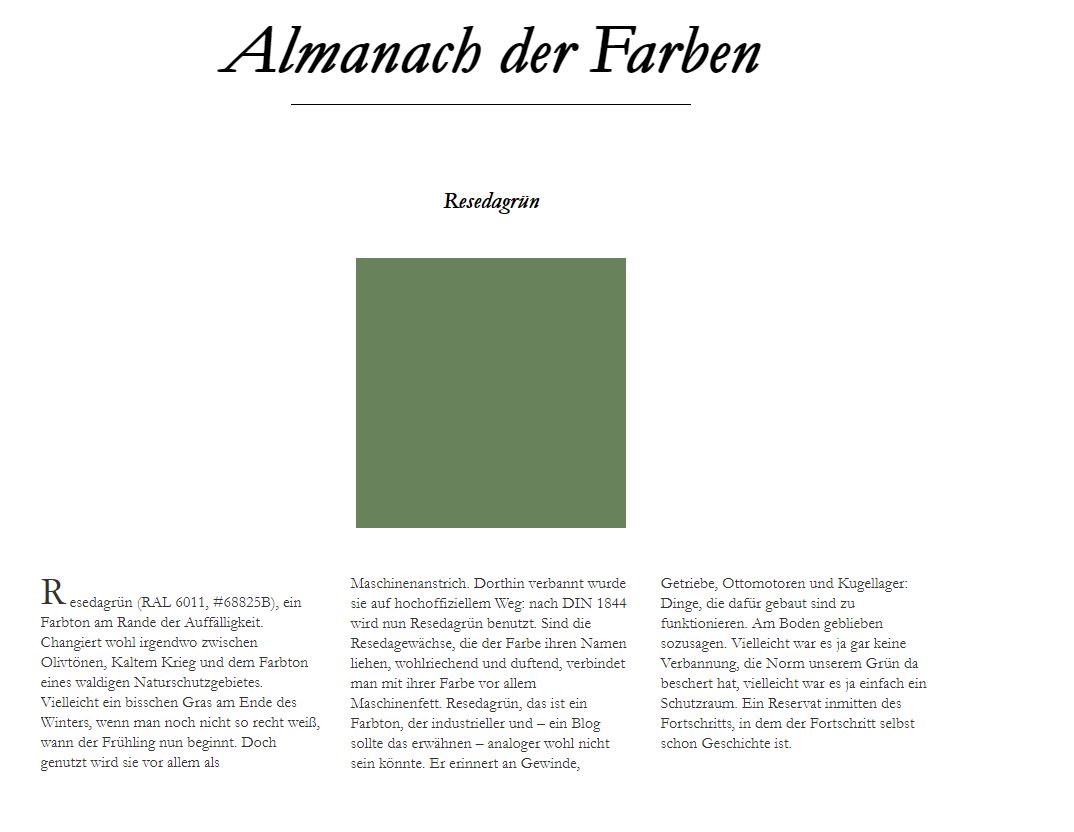 Almanach der Farben
Resedagrün
Resedagrün (RAL 6011, #68825B), ein
Farbton am Rande der Auffälligkeit.
Changiert wohl irgendwo zwischen
Olivtönen, Kaltem Krieg und dem Farbton
eines waldigen Naturschutzgebietes.
Vielleicht ein bisschen Gras am Ende des
Winters, wenn man noch nicht so recht weiß,
wann der Frühling nun beginnt. Doch
genutzt wird sie vor allem als
Maschinenanstrich. Dorthin verbannt wurde
sie auf hochoffiziellem Weg: nach DIN 1844
wird nun Resedagrün benutzt. Sind die
Resedagewächse, die der Farbe ihren Namen
liehen, wohlriechend und duftend, verbindet
man mit ihrer Farbe vor allem
Maschinenfett. Resedagrün, das ist ein
Farbton, der industrieller und – ein Blog
sollte das erwähnen – analoger wohl nicht
sein könnte. Er erinnert an Gewinde,
Getriebe, Ottomotoren und Kugellager:
Dinge, die dafür gebaut sind zu
funktionieren. Am Boden geblieben
sozusagen. Vielleicht war es ja gar keine
Verbannung, die Norm unserem Grün da
beschert hat, vielleicht war es ja einfach ein
Schutzraum. Ein Reservat inmitten des
Fortschritts, in dem der Fortschritt selbst
schon Geschichte ist.